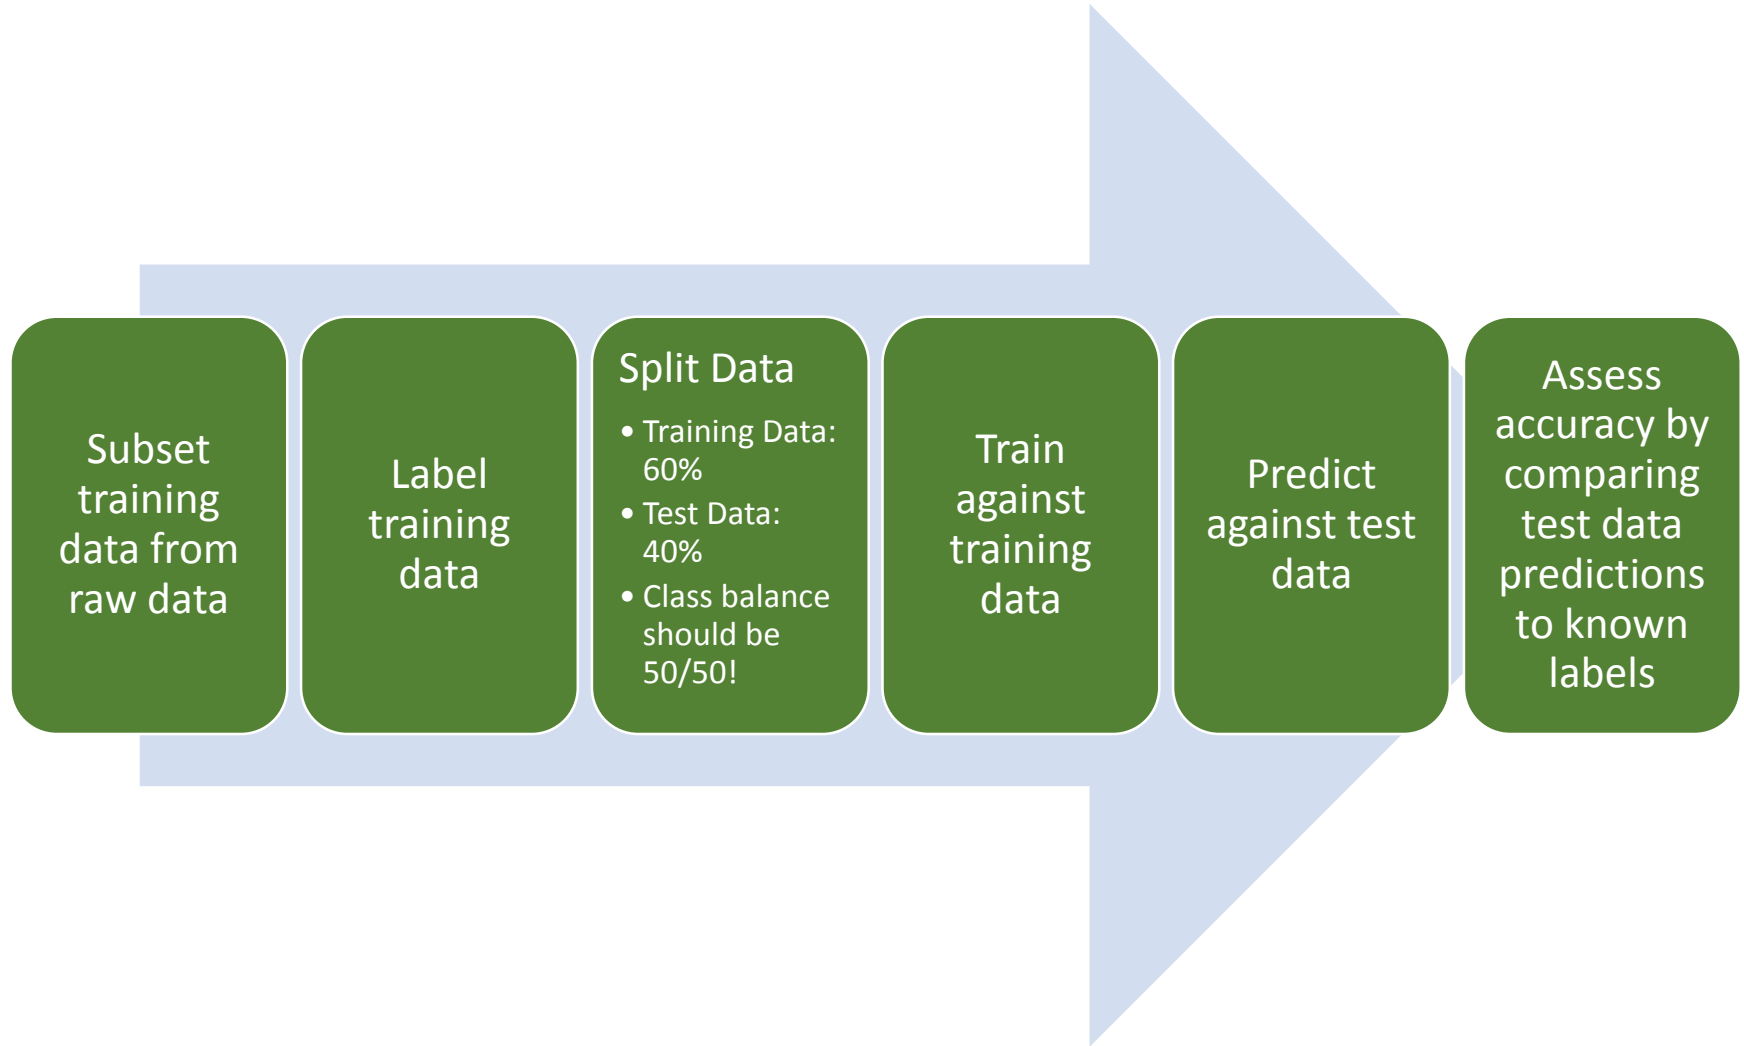 Subset
training
data from
raw data
Label
training
data
Split Data
• Training Data:
60%
• Test Data:
40%
• Class balance
should be
50/50!
Train
against
training
data
Predict
against test
data
Assess
accuracy by
comparing
test data
predictions
to known
labels